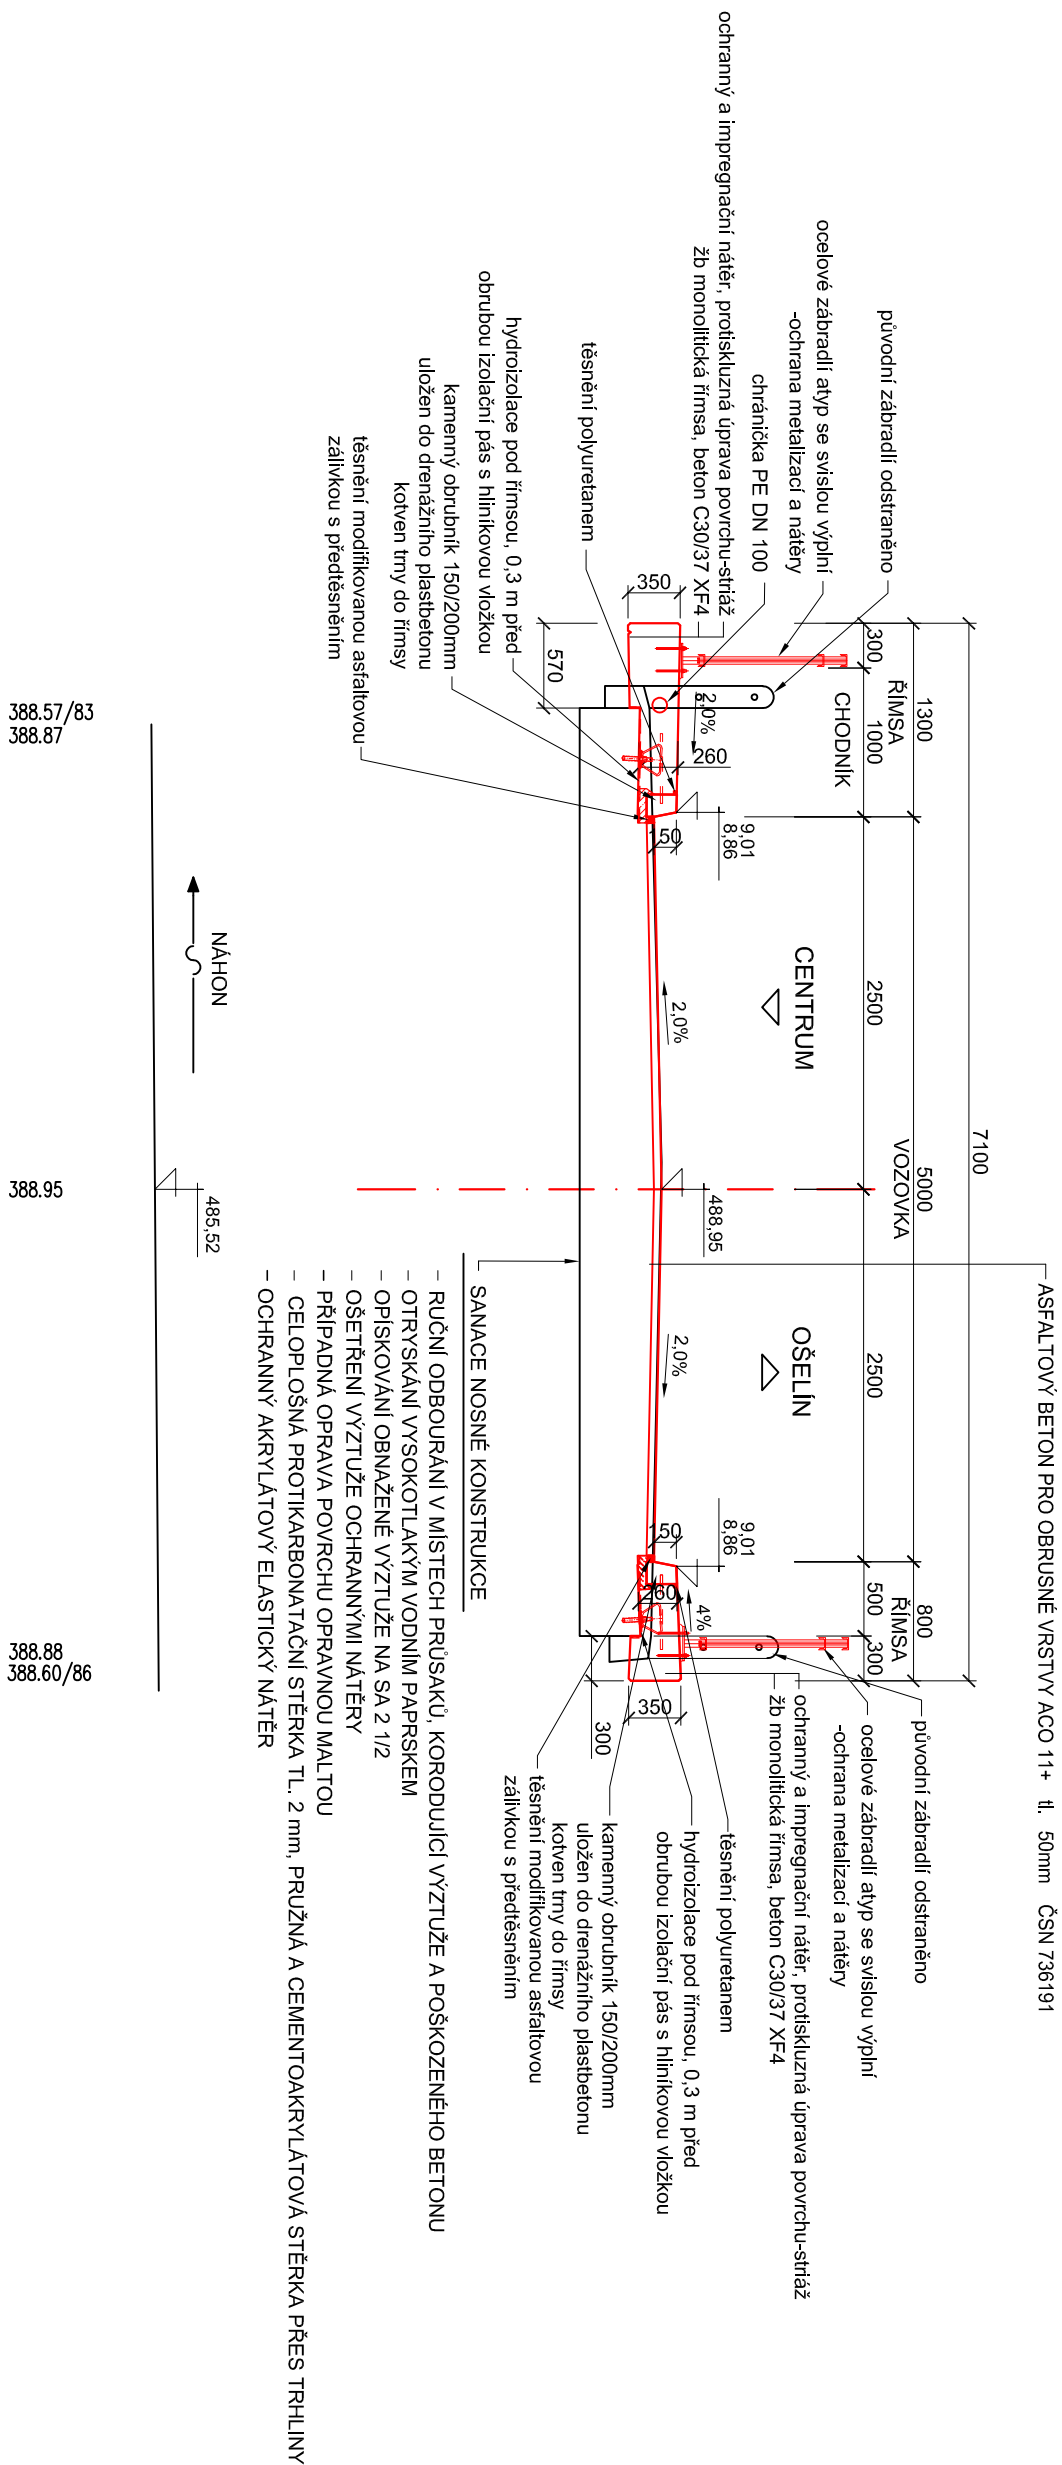 ASFALTOVÝ BETON PRO OBRUSNÉ VRSTVY ACO 11+ tl. 50mm ČSN 736191
7100
1300
ŘÍMSA
5000
VOZOVKA
800
ŘÍMSA
300
1000
CHODNÍK
2500
2500
500
300
původní zábradlí odstraněno
ocelové zábradlí atyp se svislou výplní
-ochrana metalizací a nátěry
chránička PE DN 100
ochranný a impregnační nátěr, protiskluzná úprava povrchu-striáž
žb monolitická římsa, beton C30/37 XF4
těsnění polyuretanem
hydroizolace pod římsou, 0,3 m před
obrubou izolační pás s hliníkovou vložkou
kamenný obrubník 150/200mm
uložen do drenážního plastbetonu
kotven trny do římsy
těsnění modifikovanou asfaltovou
zálivkou s předtěsněním
350
570
2,0%
260
150
9,01
8,86
CENTRUM
2,0%
488,95
OŠELÍN
2,0%
9,01
8,86
150
260
4%
350
300
původní zábradlí odstraněno
ocelové zábradlí atyp se svislou výplní
-ochrana metalizací a nátěry
ochranný a impregnační nátěr, protiskluzná úprava povrchu-striáž
žb monolitická římsa, beton C30/37 XF4
těsnění polyuretanem
hydroizolace pod římsou, 0,3 m před
obrubou izolační pás s hliníkovou vložkou
kamenný obrubník 150/200mm
uložen do drenážního plastbetonu
kotven trny do římsy
těsnění modifikovanou asfaltovou
zálivkou s předtěsněním
SANACE NOSNÉ KONSTRUKCE
- RUČNÍ ODBOURÁNÍ V MÍSTECH PRŮSAKŮ, KORODUJÍCÍ VÝZTUŽE A POŠKOZENÉHO BETONU
- OTRYSKÁNÍ VYSOKOTLAKÝM VODNÍM PAPRSKEM
- OPÍSKOVÁNÍ OBNAŽENÉ VÝZTUŽE NA SA 2 1/2
- OŠETŘENÍ VÝZTUŽE OCHRANNÝMI NÁTĚRY
- PŘÍPADNÁ OPRAVA POVRCHU OPRAVNOU MALTOU
- CELOPLOŠNÁ PROTIKARBONATAČNÍ STĚRKA TL. 2 mm, PRUŽNÁ A CEMENTOAKRYLÁTOVÁ STĚRKA PŘES TRHLINY
- OCHRANNÝ AKRYLÁTOVÝ ELASTICKÝ NÁTĚR
NÁHON
485,52
388.57/83
388.87
388.95
388.88
388.60/86